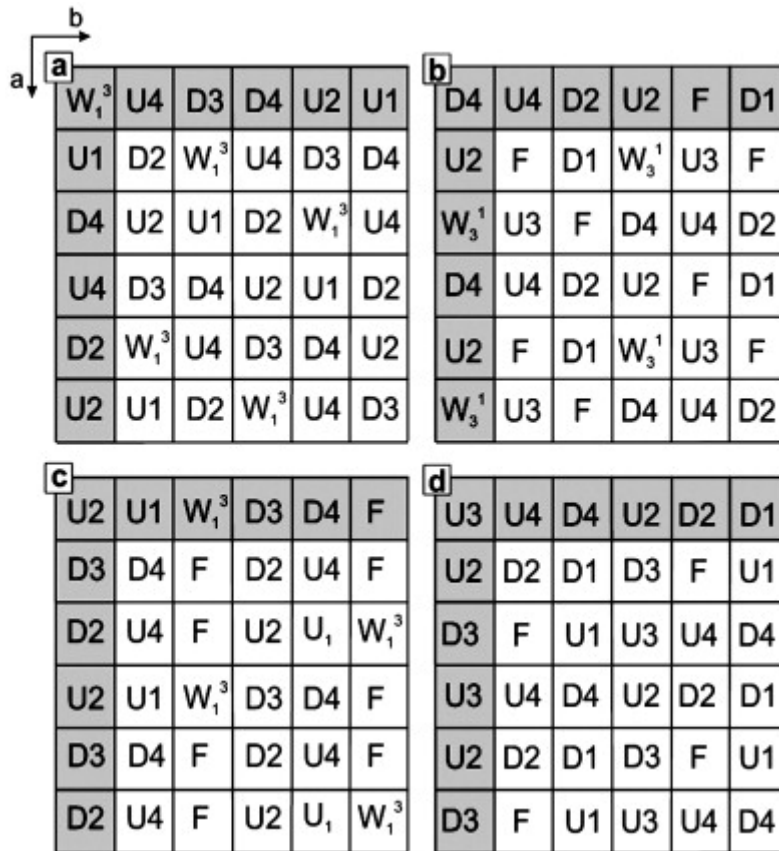 b
a
a
W₁³ U4 D3 D4 U2 U1
U1 D2 W₁³ U4 D3 D4
D4 U2 U1 D2 W₁³ U4
U4 D3 D4 U2 U1 D2
D2 W₁³ U4 D3 D4 U2
U2 U1 D2 W₁³ U4 D3
b
D4 U4 D2 U2 F D1
U2 F D1 W₃¹ U3 F
W₃¹ U3 F D4 U4 D2
D4 U4 D2 U2 F D1
U2 F D1 W₃¹ U3 F
W₃¹ U3 F D4 U4 D2
c
U2 U1 W₁³ D3 D4 F
D3 D4 F D2 U4 F
D2 U4 F U2 U₁ W₁³
U2 U1 W₁³ D3 D4 F
D3 D4 F D2 U4 F
D2 U4 F U2 U₁ W₁³
d
U3 U4 D4 U2 D2 D1
U2 D2 D1 D3 F U1
D3 F U1 U3 U4 D4
U3 U4 D4 U2 D2 D1
U2 D2 D1 D3 F U1
D3 F U1 U3 U4 D4